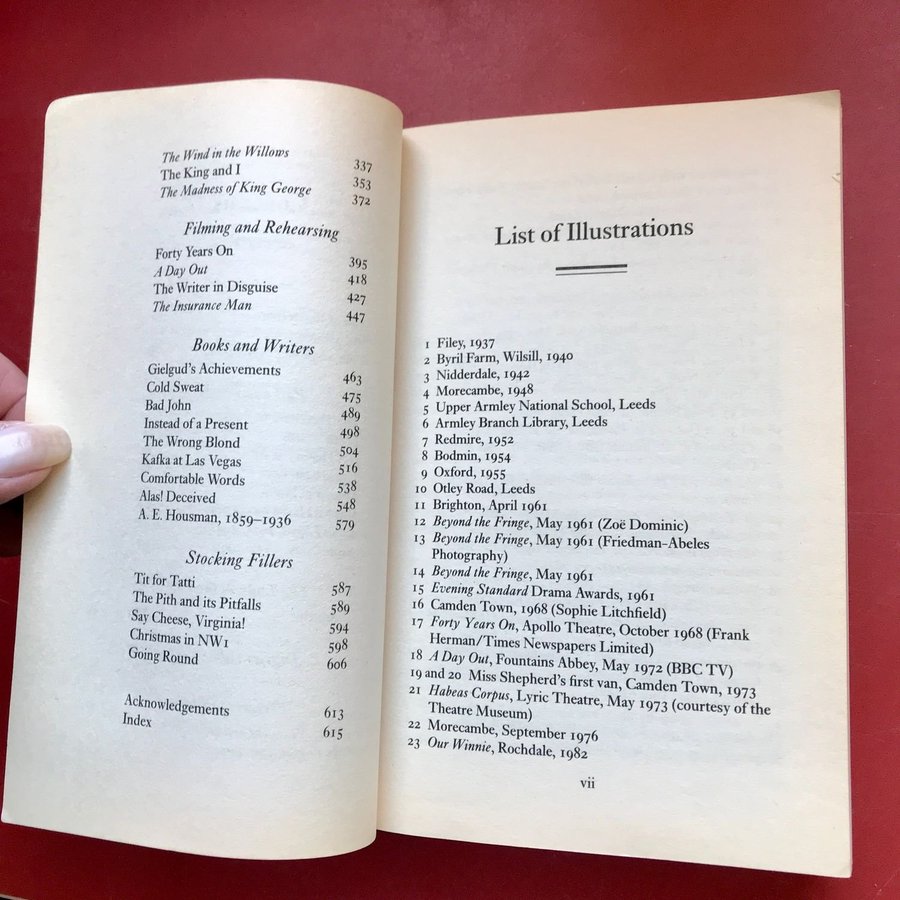 The Wind in the Willows 337
The King and I 353
The Madness of King George 372
Filming and Rehearsing
Forty Years On 395
A Day Out 418
The Writer in Disguise 427
The Insurance Man 447
Books and Writers
Gielgud's Achievements 463
Cold Sweat 475
Bad John 489
Instead of a Present 498
The Wrong Blond 504
Kafka at Las Vegas 516
Comfortable Words 538
Alas! Deceived 548
A. E. Housman, 1859–1936 579
Stocking Fillers
Tit for Tatti 587
The Pith and its Pitfalls 589
Say Cheese, Virginia! 594
Christmas in NW1 598
Going Round 606
Acknowledgements 613
Index 615
List of Illustrations
1 Filey, 1937
2 Byril Farm, Wilsill, 1940
3 Nidderdale, 1942
4 Morecambe, 1948
5 Upper Armley National School, Leeds
6 Armley Branch Library, Leeds
7 Redmire, 1952
8 Bodmin, 1954
9 Oxford, 1955
10 Otley Road, Leeds
11 Brighton, April 1961
12 Beyond the Fringe, May 1961 (Zoë Dominic)
13 Beyond the Fringe, May 1961 (Friedman–Abeles
Photography)
14 Beyond the Fringe, May 1961
15 Evening Standard Drama Awards, 1961
16 Camden Town, 1968 (Sophie Litchfield)
17 Forty Years On, Apollo Theatre, October 1968 (Frank
Herman/Times Newspapers Limited)
18 A Day Out, Fountains Abbey, May 1972 (BBC TV)
19 and 20 Miss Shepherd's first van, Camden Town, 1973
21 Habeas Corpus, Lyric Theatre, May 1973 (courtesy of the
Theatre Museum)
22 Morecambe, September 1976
23 Our Winnie, Rochdale, 1982
vii